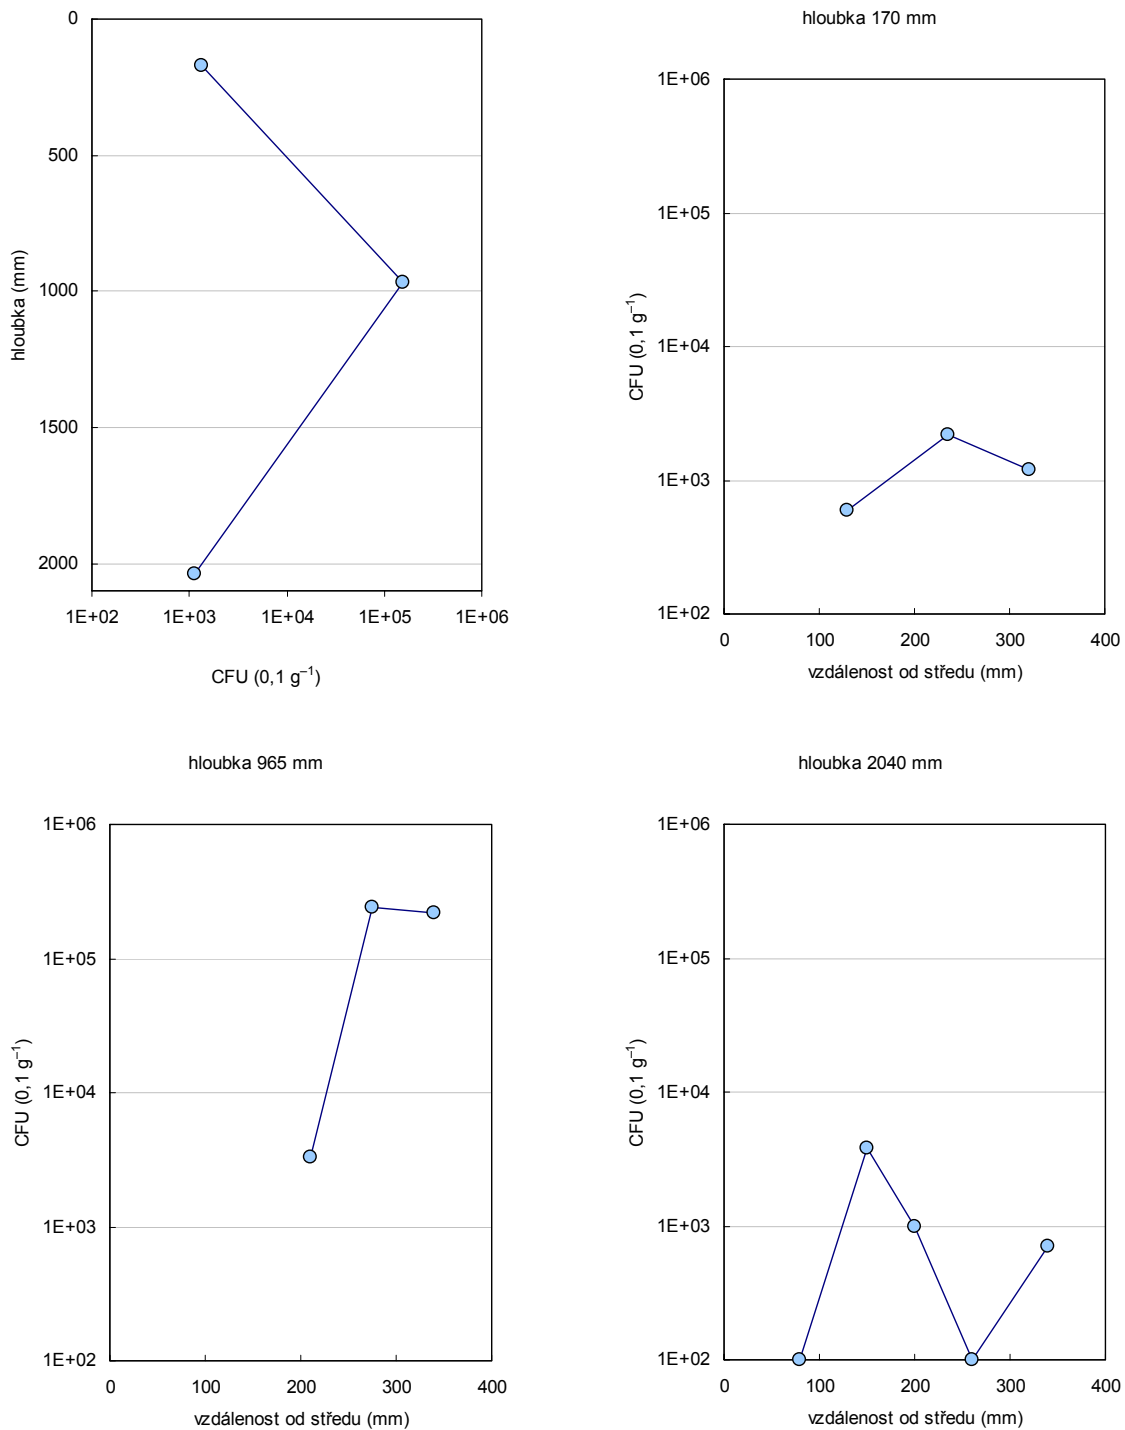 0
500
1000
1500
2000
hloubka (mm)
1E+02 1E+03 1E+04 1E+05 1E+06
CFU (0,1 g⁻¹)
hloubka 170 mm
1E+06
1E+05
1E+04
1E+03
1E+02
CFU (0,1 g⁻¹)
0 100 200 300 400
vzdálenost od středu (mm)
hloubka 965 mm
1E+06
1E+05
1E+04
1E+03
1E+02
CFU (0,1 g⁻¹)
0 100 200 300 400
vzdálenost od středu (mm)
hloubka 2040 mm
1E+06
1E+05
1E+04
1E+03
1E+02
CFU (0,1 g⁻¹)
0 100 200 300 400
vzdálenost od středu (mm)